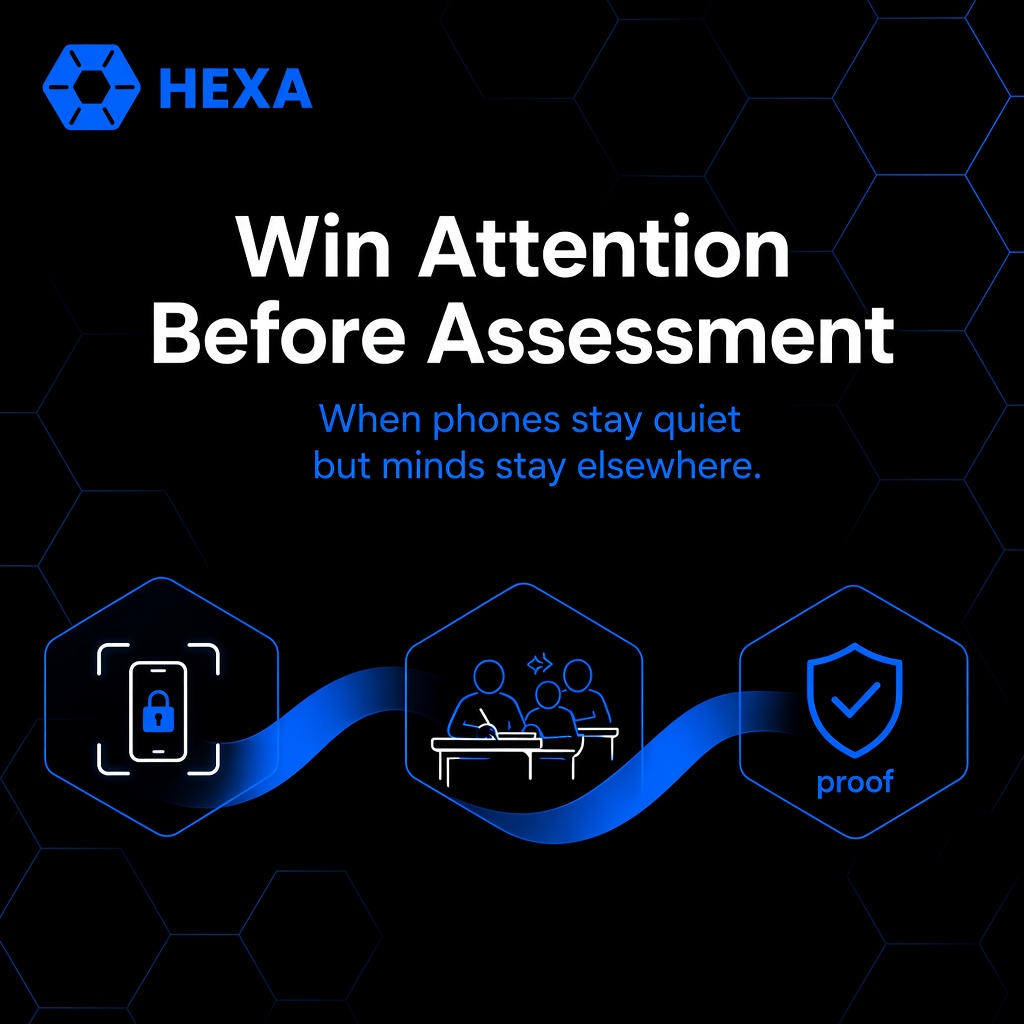 HEXA
Win Attention
Before Assessment
When phones stay quiet
but minds stay elsewhere.
proof